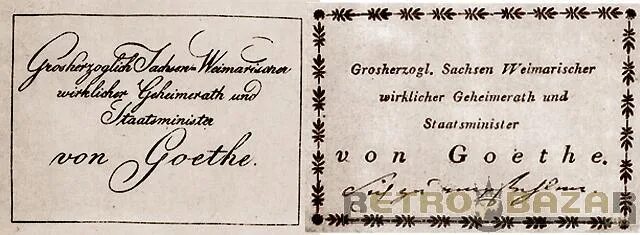 Grosherzoglich Sachsen-Weimarischer
wirklicher Geheimerath und
Staatsminister
von Goethe.
Grosherzogl. Sachsen Weimarischer
wirklicher Geheimerath und
Staatsminister
von Goethe.
RETRO BAZAR